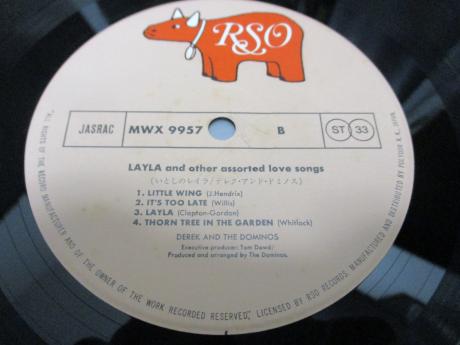 RSO
JASRAC MWX 9957 B ST 33
LAYLA and other assorted love songs
(いとしのレイラ/デレク・アンド・ドミノス)
1. LITTLE WING (J.Hendrix)
2. IT'S TOO LATE (Willis)
3. LAYLA (Clapton-Gordon)
4. THORN TREE IN THE GARDEN (Whitlock)
DEREK AND THE DOMINOS
Executive producer: Tom Dowd/
Produced and arranged by The Dominos.
"ALL RIGHTS OF THE RECORD MANUFACTURERS AND OF THE OWNER OF THE WORK RECORDED RESERVED", LICENSED BY RSO RECORDS, MANUFACTURED AND DISTRIBUTED BY POLYDOR K.K., JAPAN